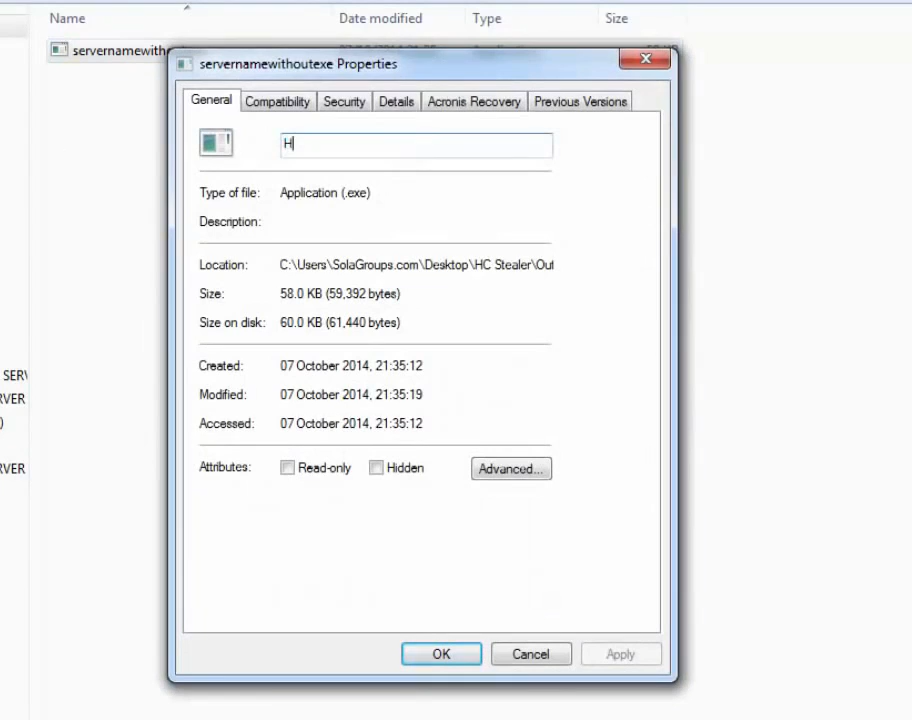 Name Date modified Type Size
servernamewith
servernamewithoutexe Properties
General Compatibility Security Details Acronis Recovery Previous Versions
H
Type of file: Application (.exe)
Description:
Location: C:\Users\SolaGroups.com\Desktop\HC Stealer\Out
Size: 58.0 KB (59,392 bytes)
Size on disk: 60.0 KB (61,440 bytes)
Created: 07 October 2014, 21:35:12
SERV
Modified: 07 October 2014, 21:35:19
RVER
)
Accessed: 07 October 2014, 21:35:12
RVER
Attributes: Read-only Hidden Advanced...
OK Cancel Apply